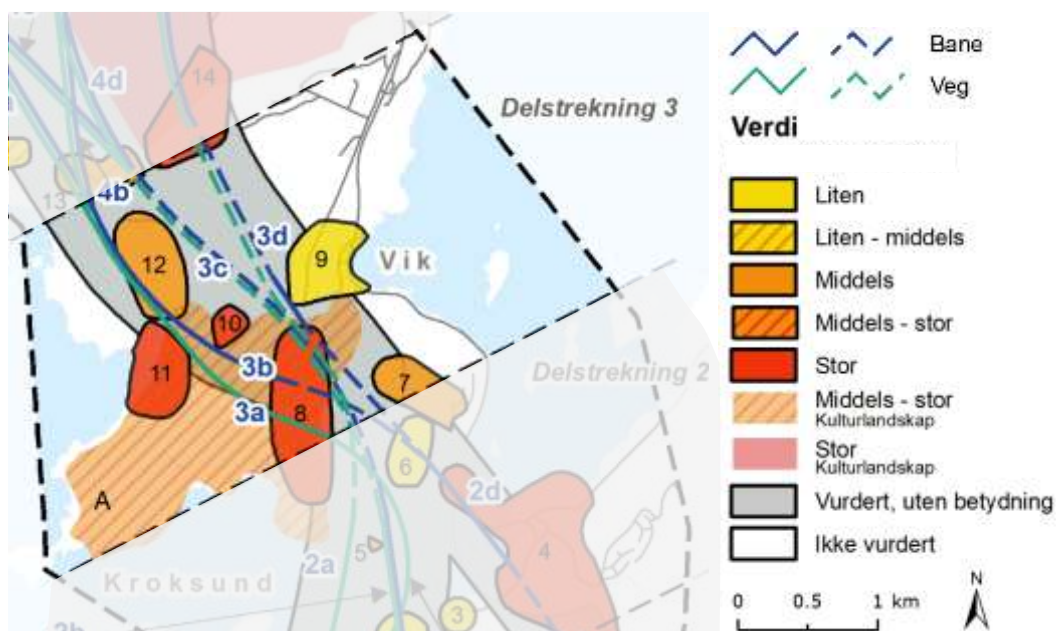 4d
14
Delstrekning 3
13
4b
12
3c
3d
9
Vik
10
11
3b
3a
8
7
Delstrekning 2
6
A
2d
5
4
2a
Kroksund
3
Bane
Veg
Verdi
Liten
Liten - middels
Middels
Middels - stor
Stor
Middels - stor
Kulturlandskap
Stor
Kulturlandskap
Vurdert, uten betydning
Ikke vurdert
0 0.5 1 km
N